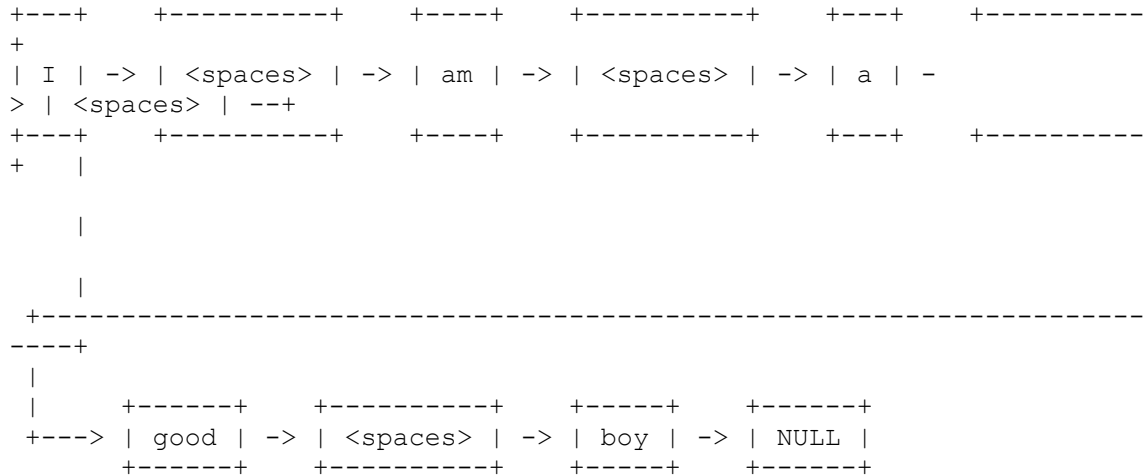 +---+    +----------+    +----+    +----------+    +---+    +----------
+
| I | -> | <spaces> | -> | am | -> | <spaces> | -> | a | -
> | <spaces> | --+
+---+    +----------+    +----+    +----------+    +---+    +----------
+   |
    |
    |
 +---------------------------------------------------------------------
----+
 |
 |     +------+    +----------+    +-----+    +------+
 +---> | good | -> | <spaces> | -> | boy | -> | NULL |
       +------+    +----------+    +-----+    +------+